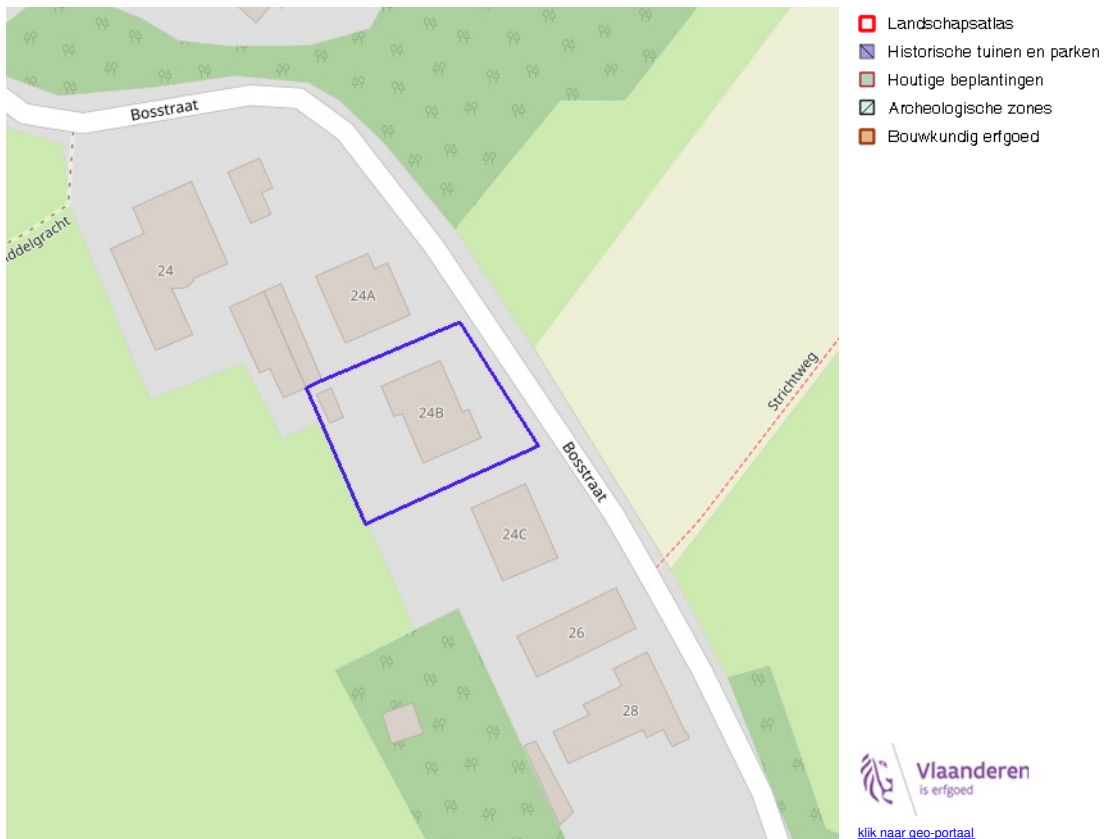 Bosstraat
iddelgracht
24
24A
24B
Strichtweg
Bosstraat
24C
26
28
Landschapsatlas
Historische tuinen en parken
Houtige beplantingen
Archeologische zones
Bouwkundig erfgoed
Vlaanderen
is erfgoed
klik naar geo-portaal